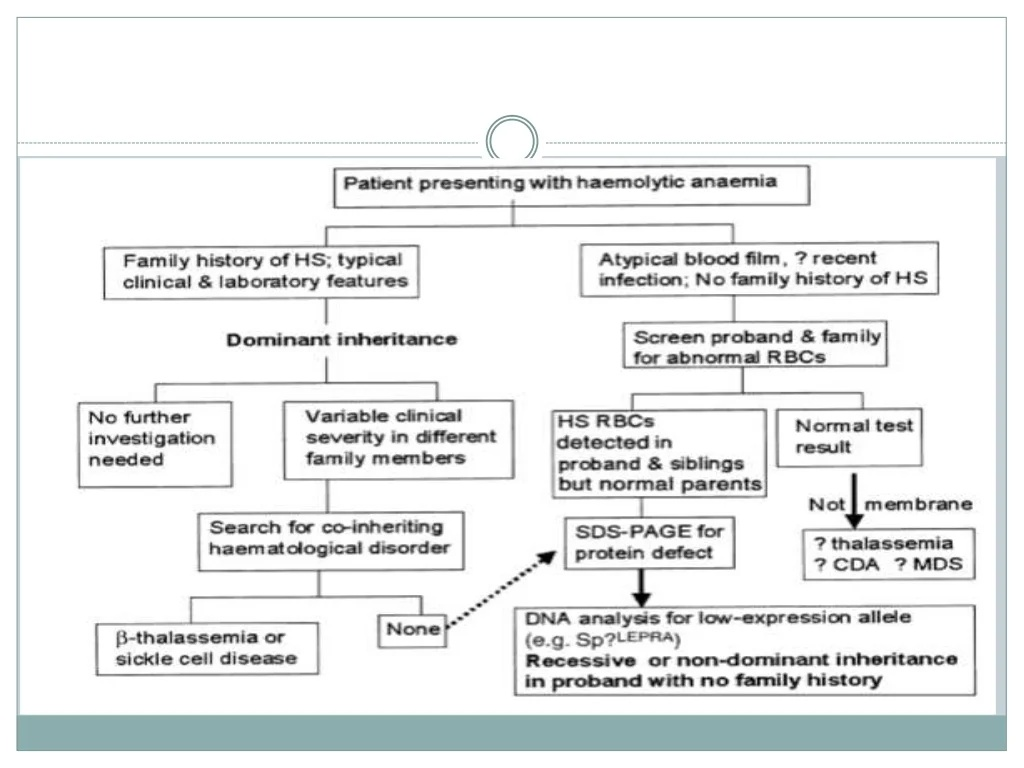 Patient presenting with haemolytic anaemia
Family history of HS; typical
clinical & laboratory features
Atypical blood film, ? recent
infection; No family history of HS
Dominant inheritance
Screen proband & family
for abnormal RBCs
No further
investigation
needed
Variable clinical
severity in different
family members
HS RBCs
detected in
proband & siblings
but normal parents
Normal test
result
Not membrane
Search for co-inheriting
haematological disorder
SDS-PAGE for
protein defect
? thalassemia
? CDA ? MDS
β-thalassemia or
sickle cell disease
None
DNA analysis for low-expression allele
(e.g. Sp?LEPRA)
Recessive or non-dominant inheritance
in proband with no family history